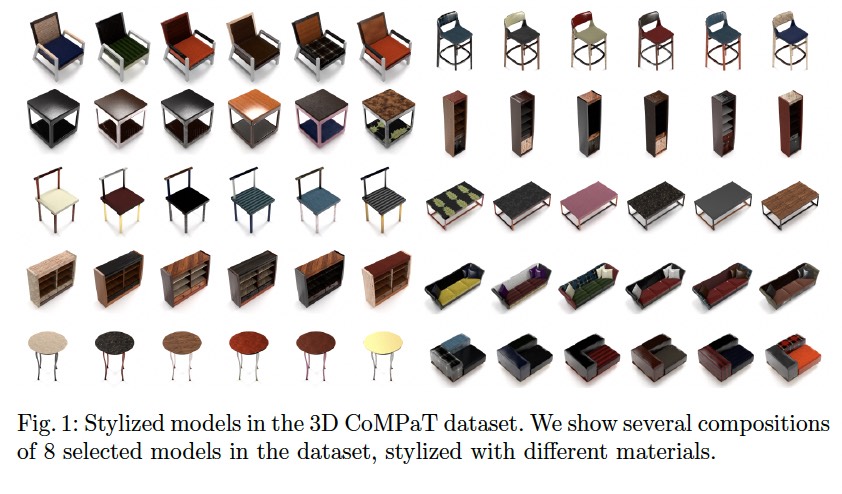 Fig. 1: Stylized models in the 3D CoMPaT dataset. We show several compositions
of 8 selected models in the dataset, stylized with different materials.